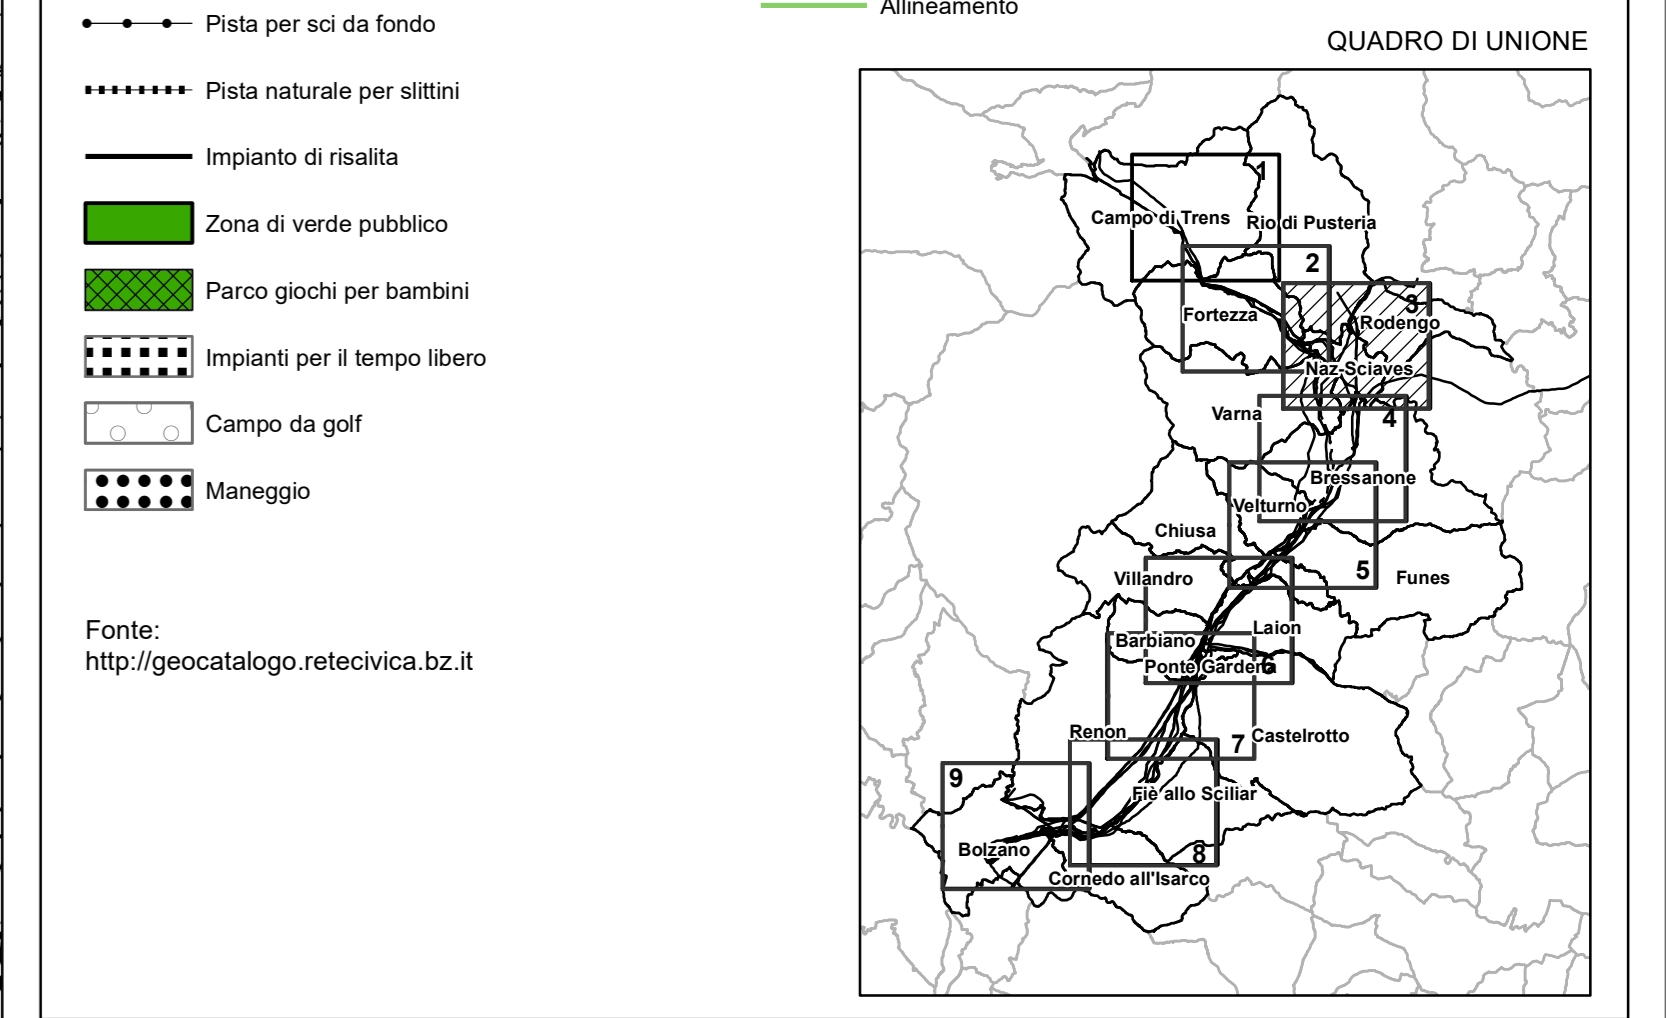 Allineamento
Pista per sci da fondo
Pista naturale per slittini
Impianto di risalita
Zona di verde pubblico
Parco giochi per bambini
Impianti per il tempo libero
Campo da golf
Maneggio
Fonte:
http://geocatalogo.retecivica.bz.it
QUADRO DI UNIONE
1
Campo di Trens
Rio di Pusteria
2
3
Fortezza
Rodengo
Naz-Sciaves
Varna
4
Bressanone
Velturno
Chiusa
5
Villandro
Funes
Laion
Barbiano
Ponte Gardena
6
Renon
7
Castelrotto
9
Fiè allo Sciliar
Bolzano
8
Cornedo all'Isarco